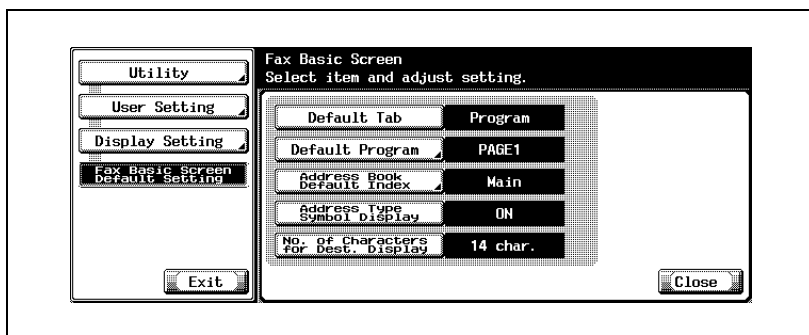 Utility
User Setting
Display Setting
Fax Basic Screen
Default Setting
Exit
Fax Basic Screen
Select item and adjust setting.
Default Tab Program
Default Program PAGE1
Address Book
Default Index Main
Address Type
Symbol Display ON
No. of Characters
for Dest. Display 14 char.
Close